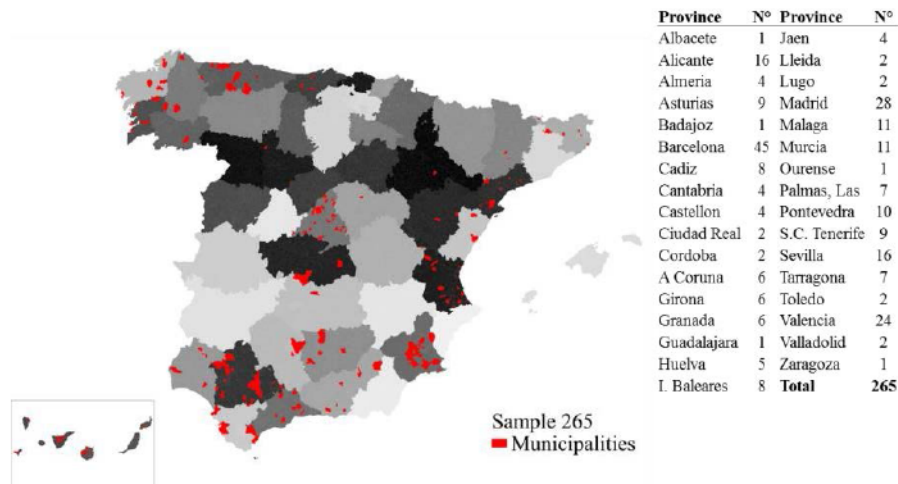 Province N° Province N°
Albacete 1 Jaen 4
Alicante 16 Lleida 2
Almeria 4 Lugo 2
Asturias 9 Madrid 28
Badajoz 1 Malaga 11
Barcelona 45 Murcia 11
Cadiz 8 Ourense 1
Cantabria 4 Palmas, Las 7
Castellon 4 Pontevedra 10
Ciudad Real 2 S.C. Tenerife 9
Cordoba 2 Sevilla 16
A Coruna 6 Tarragona 7
Girona 6 Toledo 2
Granada 6 Valencia 24
Guadalajara 1 Valladolid 2
Huelva 5 Zaragoza 1
I. Baleares 8 Total 265
Sample 265
Municipalities